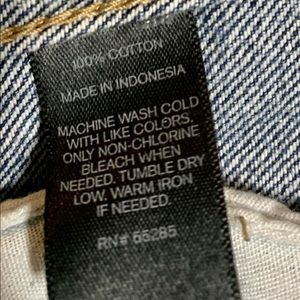 100% COTTON
MADE IN INDONESIA
MACHINE WASH COLD
WITH LIKE COLORS.
ONLY NON-CHLORINE
BLEACH WHEN
NEEDED. TUMBLE DRY
LOW. WARM IRON
IF NEEDED.
RN# 55285